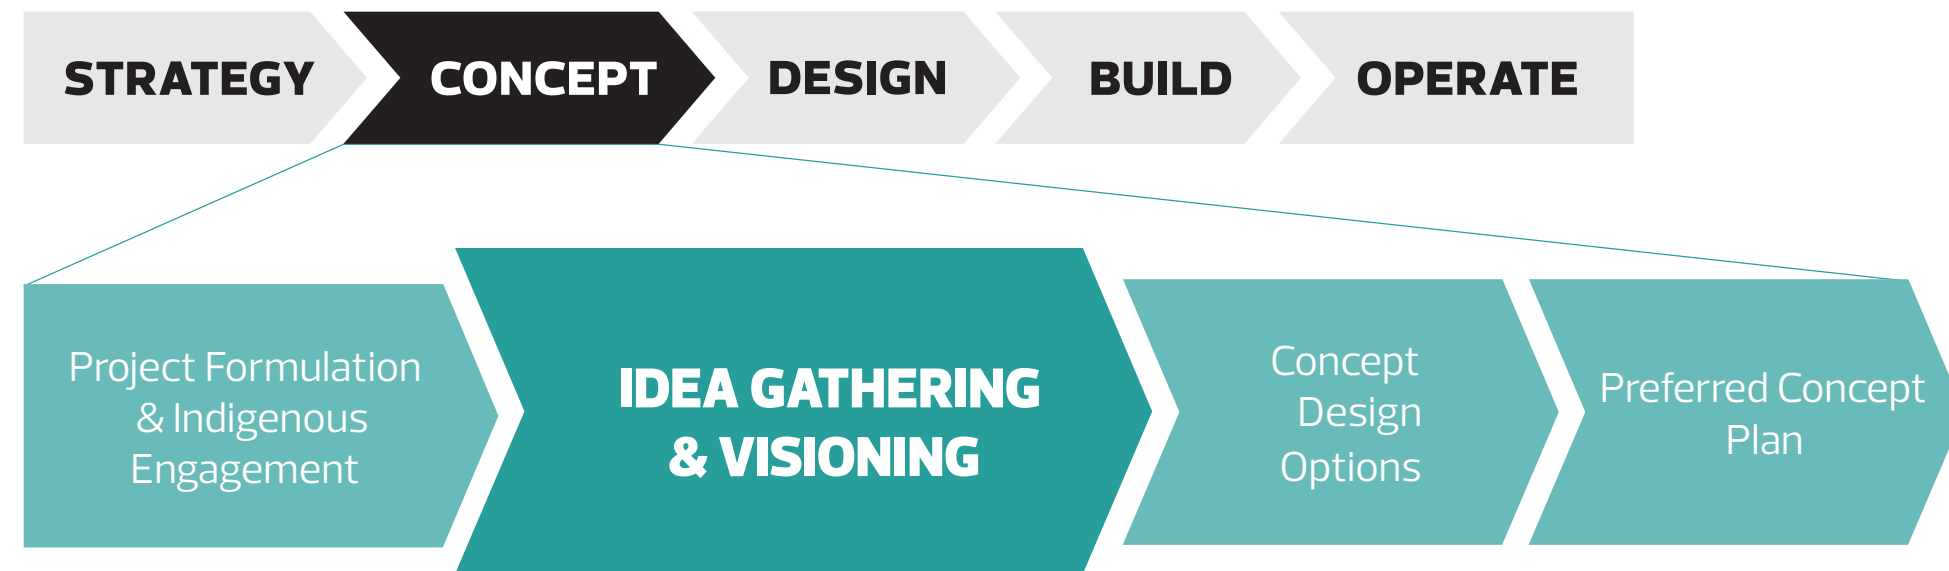 STRATEGY
CONCEPT
DESIGN
BUILD
OPERATE
Project Formulation
& Indigenous
Engagement
IDEA GATHERING
& VISIONING
Concept
Design
Options
Preferred Concept
Plan